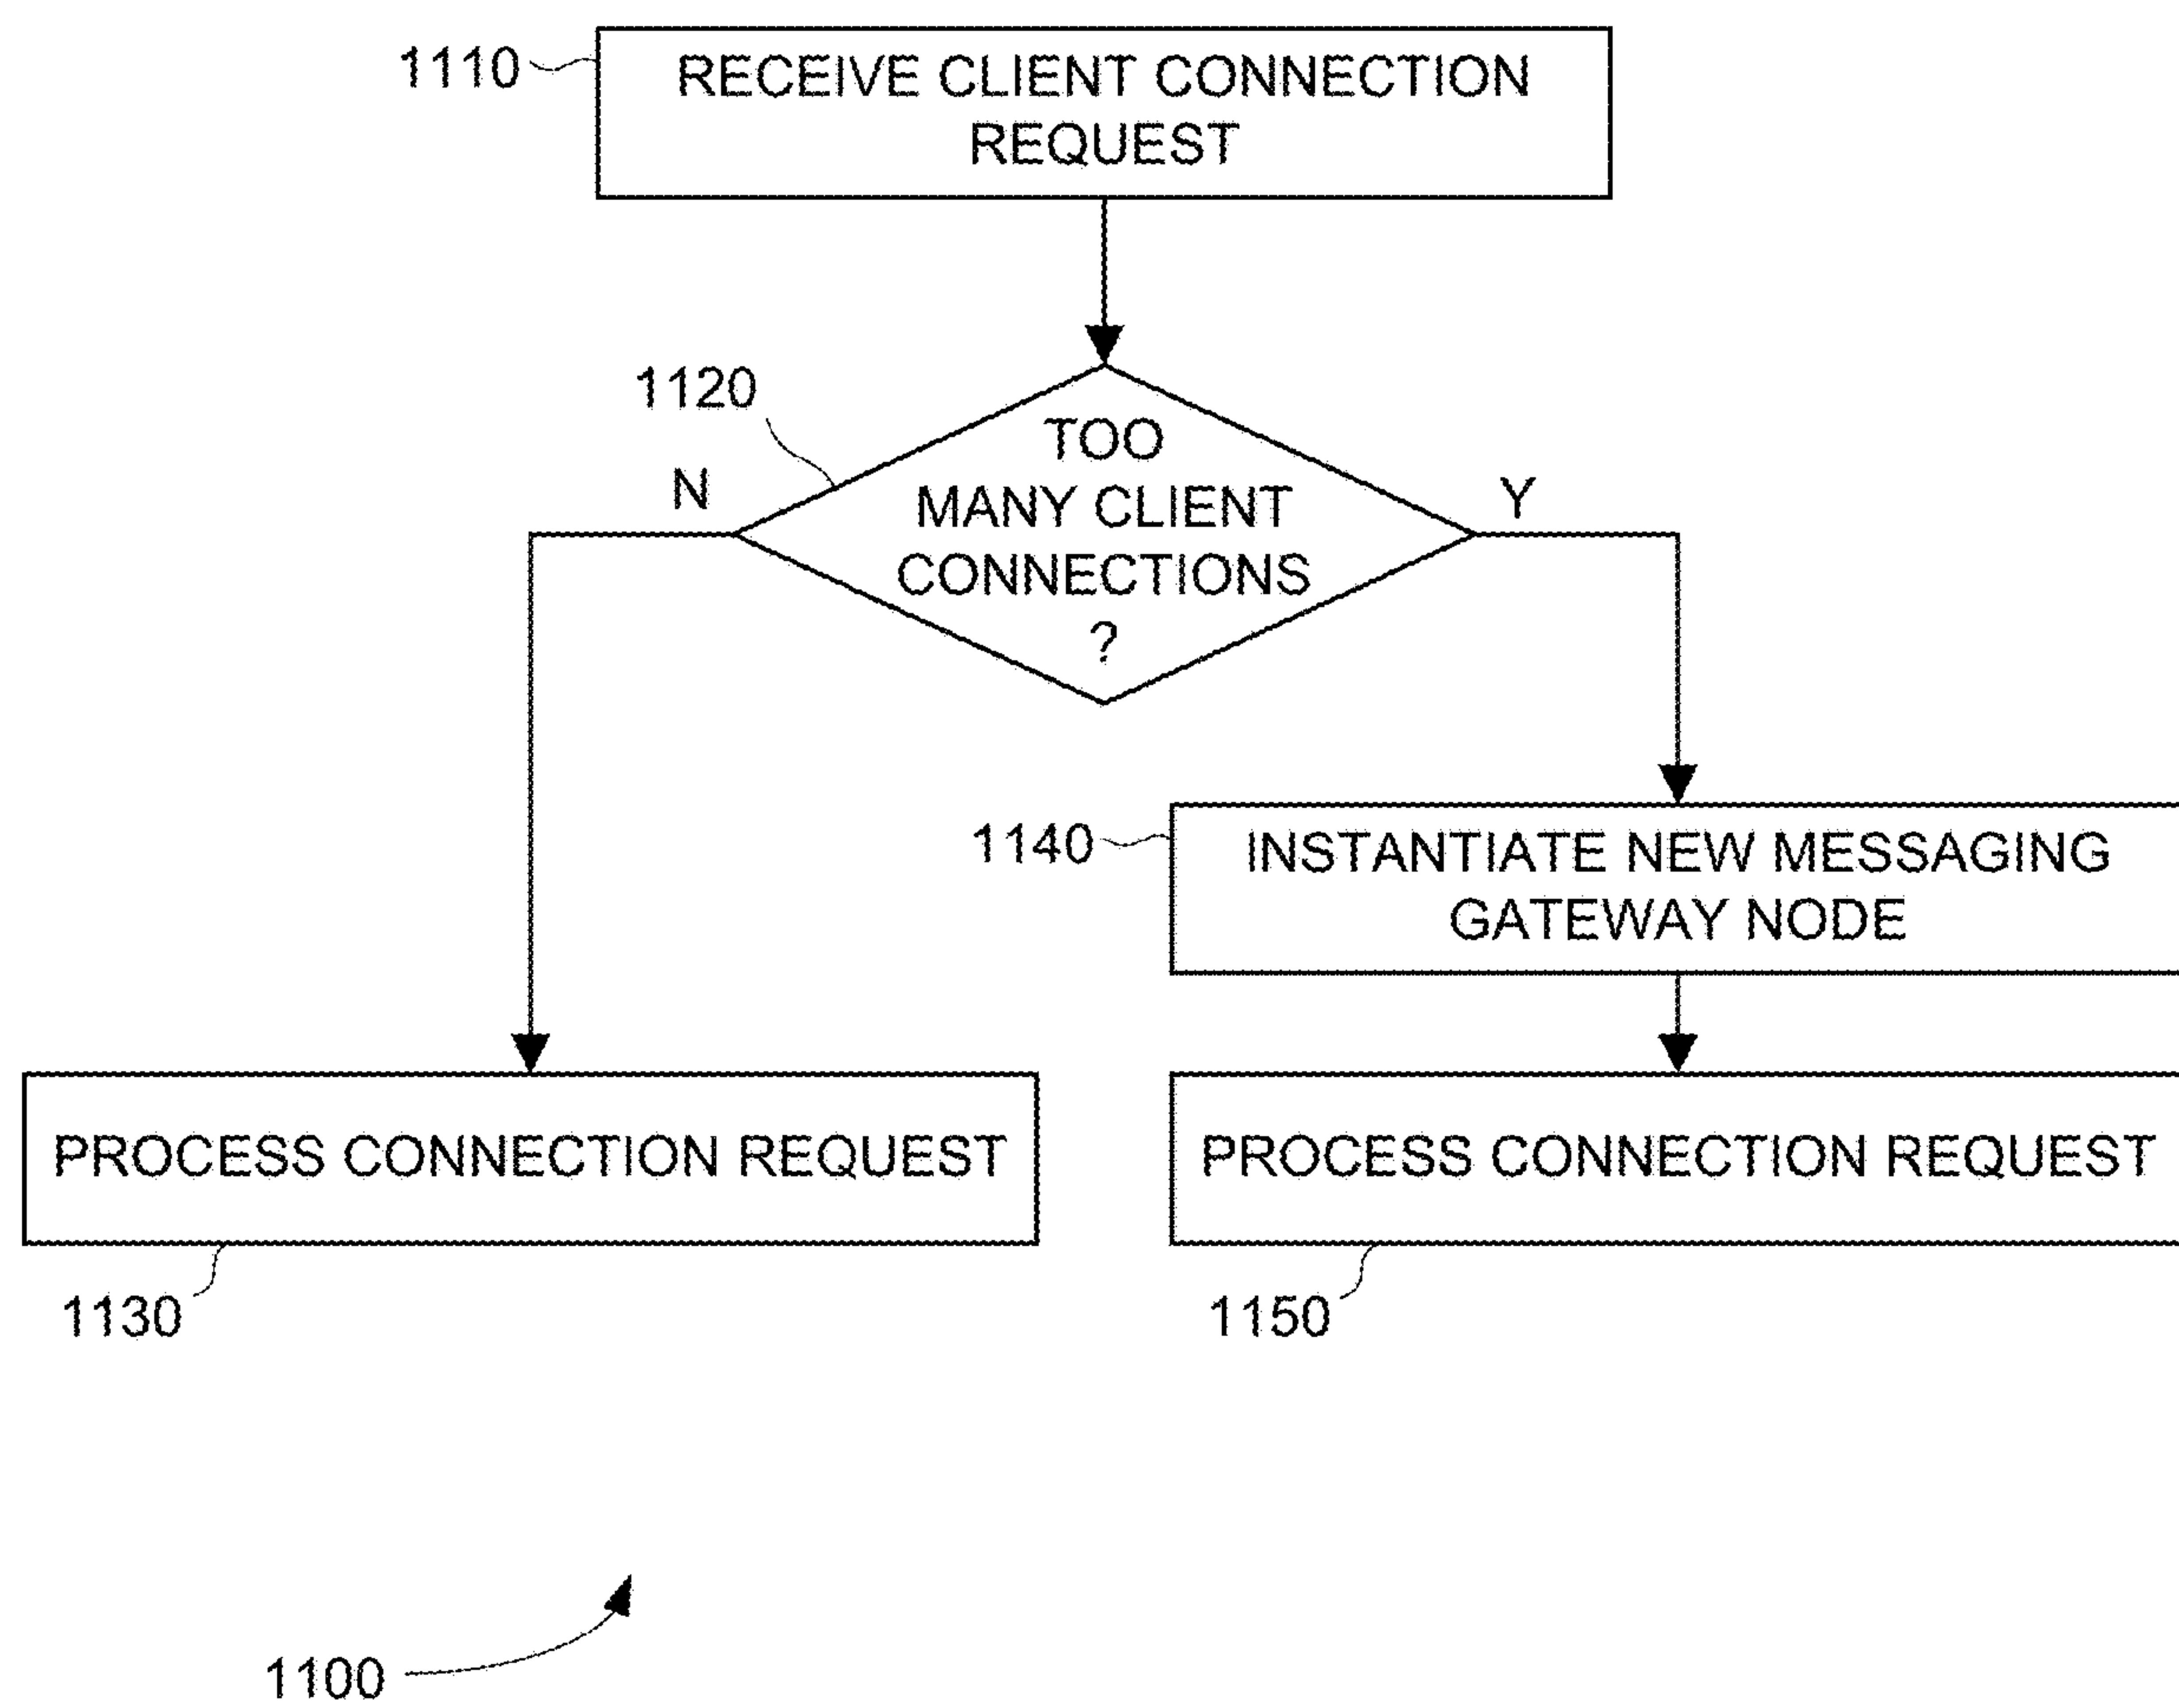 1110
RECEIVE CLIENT CONNECTION
REQUEST
1120
TOO
MANY CLIENT
CONNECTIONS
?
N
Y
1140
INSTANTIATE NEW MESSAGING
GATEWAY NODE
PROCESS CONNECTION REQUEST
PROCESS CONNECTION REQUEST
1130
1150
1100